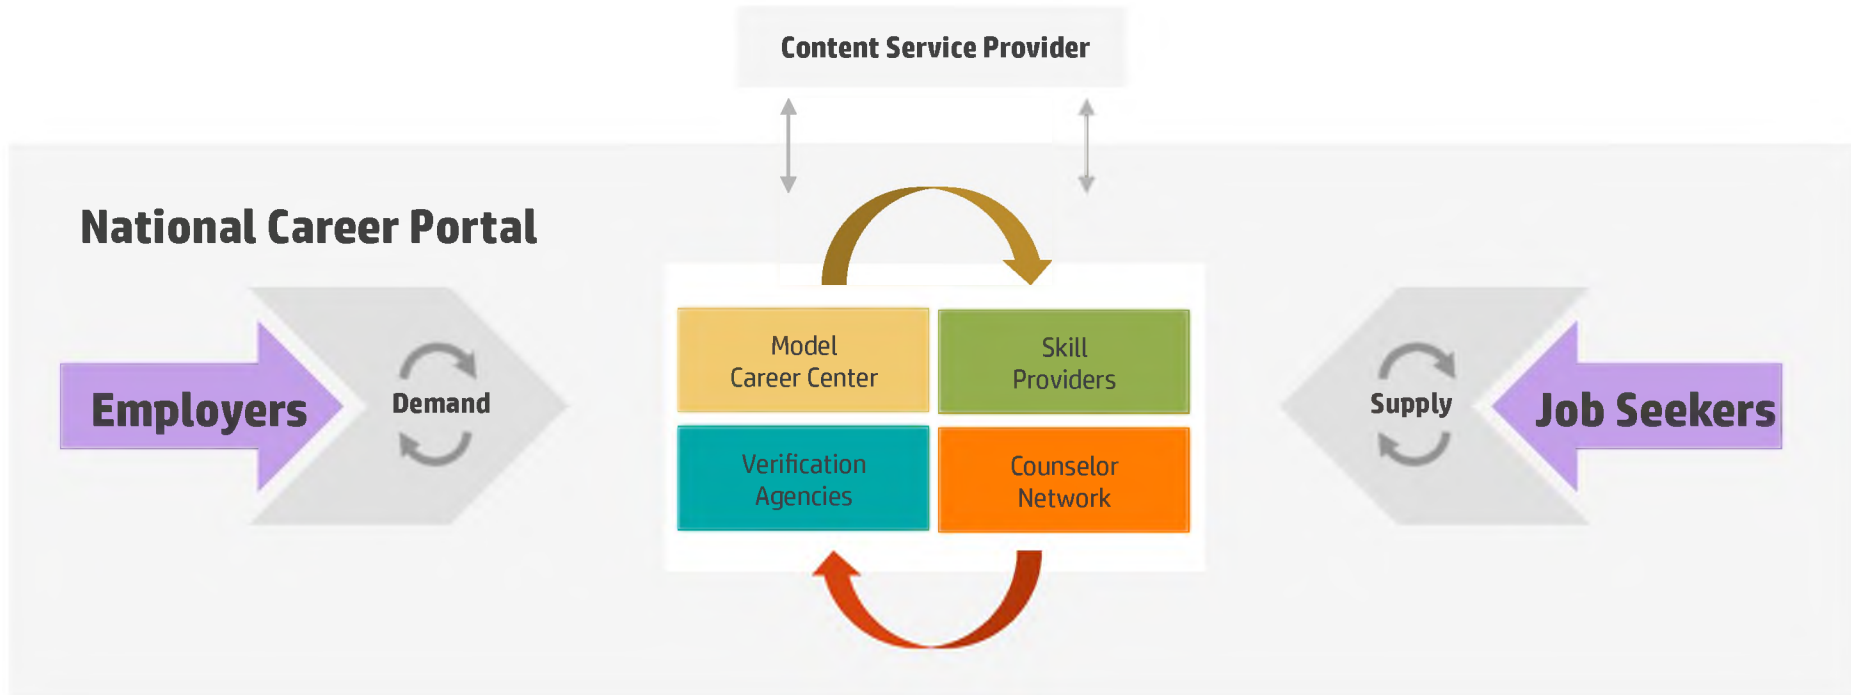 Content Service Provider
National Career Portal
Employers
Demand
Model
Career Center
Skill
Providers
Verification
Agencies
Counselor
Network
Supply
Job Seekers